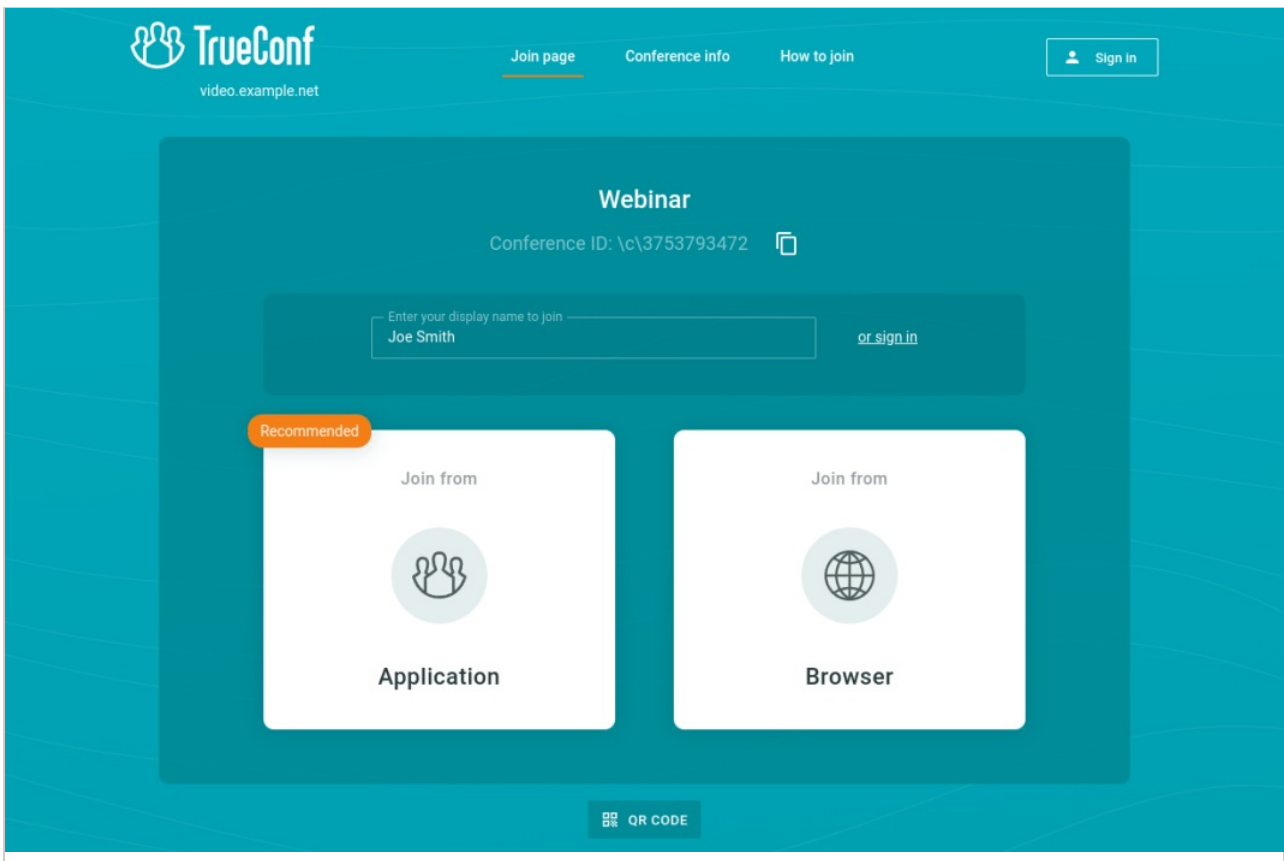 TrueConf
video.example.net
Join page
Conference info
How to join
Sign in
Webinar
Conference ID: \c\3753793472
Enter your display name to join
Joe Smith
or sign in
Recommended
Join from
Application
Join from
Browser
QR CODE